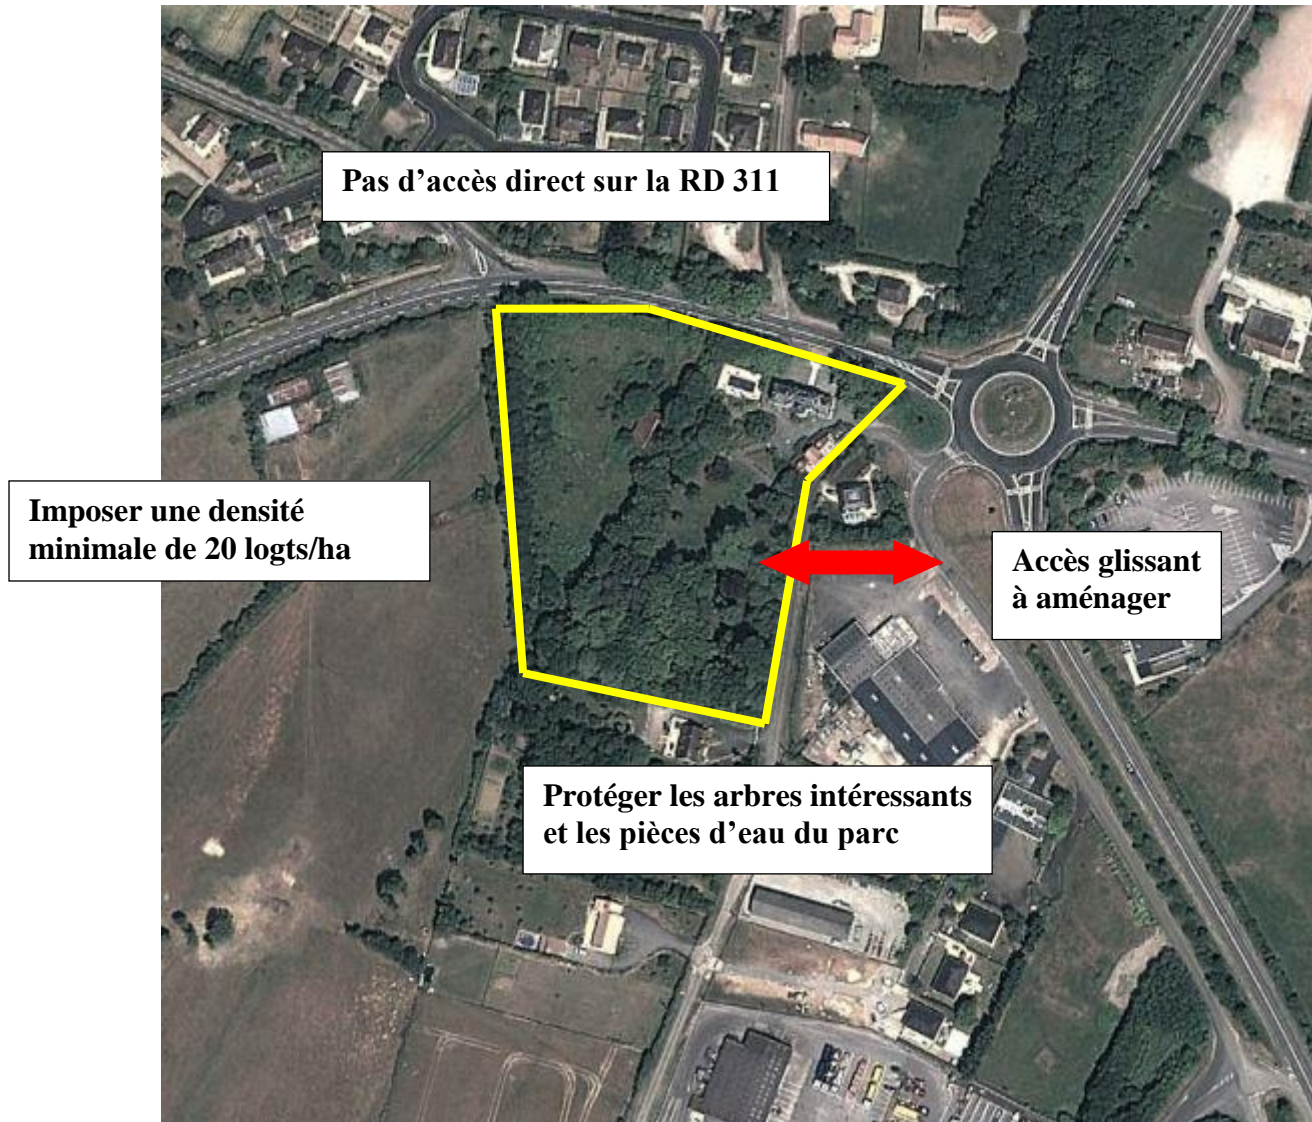 Pas d’accès direct sur la RD 311
Imposer une densité
minimale de 20 logts/ha
Accès glissant
à aménager
Protéger les arbres intéressants
et les pièces d’eau du parc